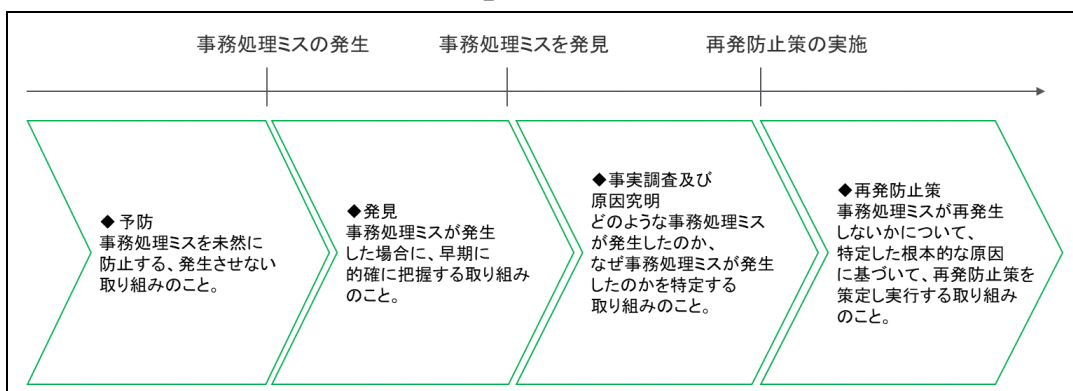 事務処理ミスの発生
事務処理ミスを発見
再発防止策の実施
◆ 予防
事務処理ミスを未然に
防止する、発生させない
取り組みのこと。
◆発見
事務処理ミスが発生
した場合に、早期に
的確に把握する取り組み
のこと。
◆事実調査及び
原因究明
どのような事務処理ミス
が発生したのか、
なぜ事務処理ミスが発生
したのかを特定する
取り組みのこと。
◆再発防止策
事務処理ミスが再発生
しないかについて、
特定した根本的な原因
に基づいて、再発防止策を
策定し実行する取り組み
のこと。